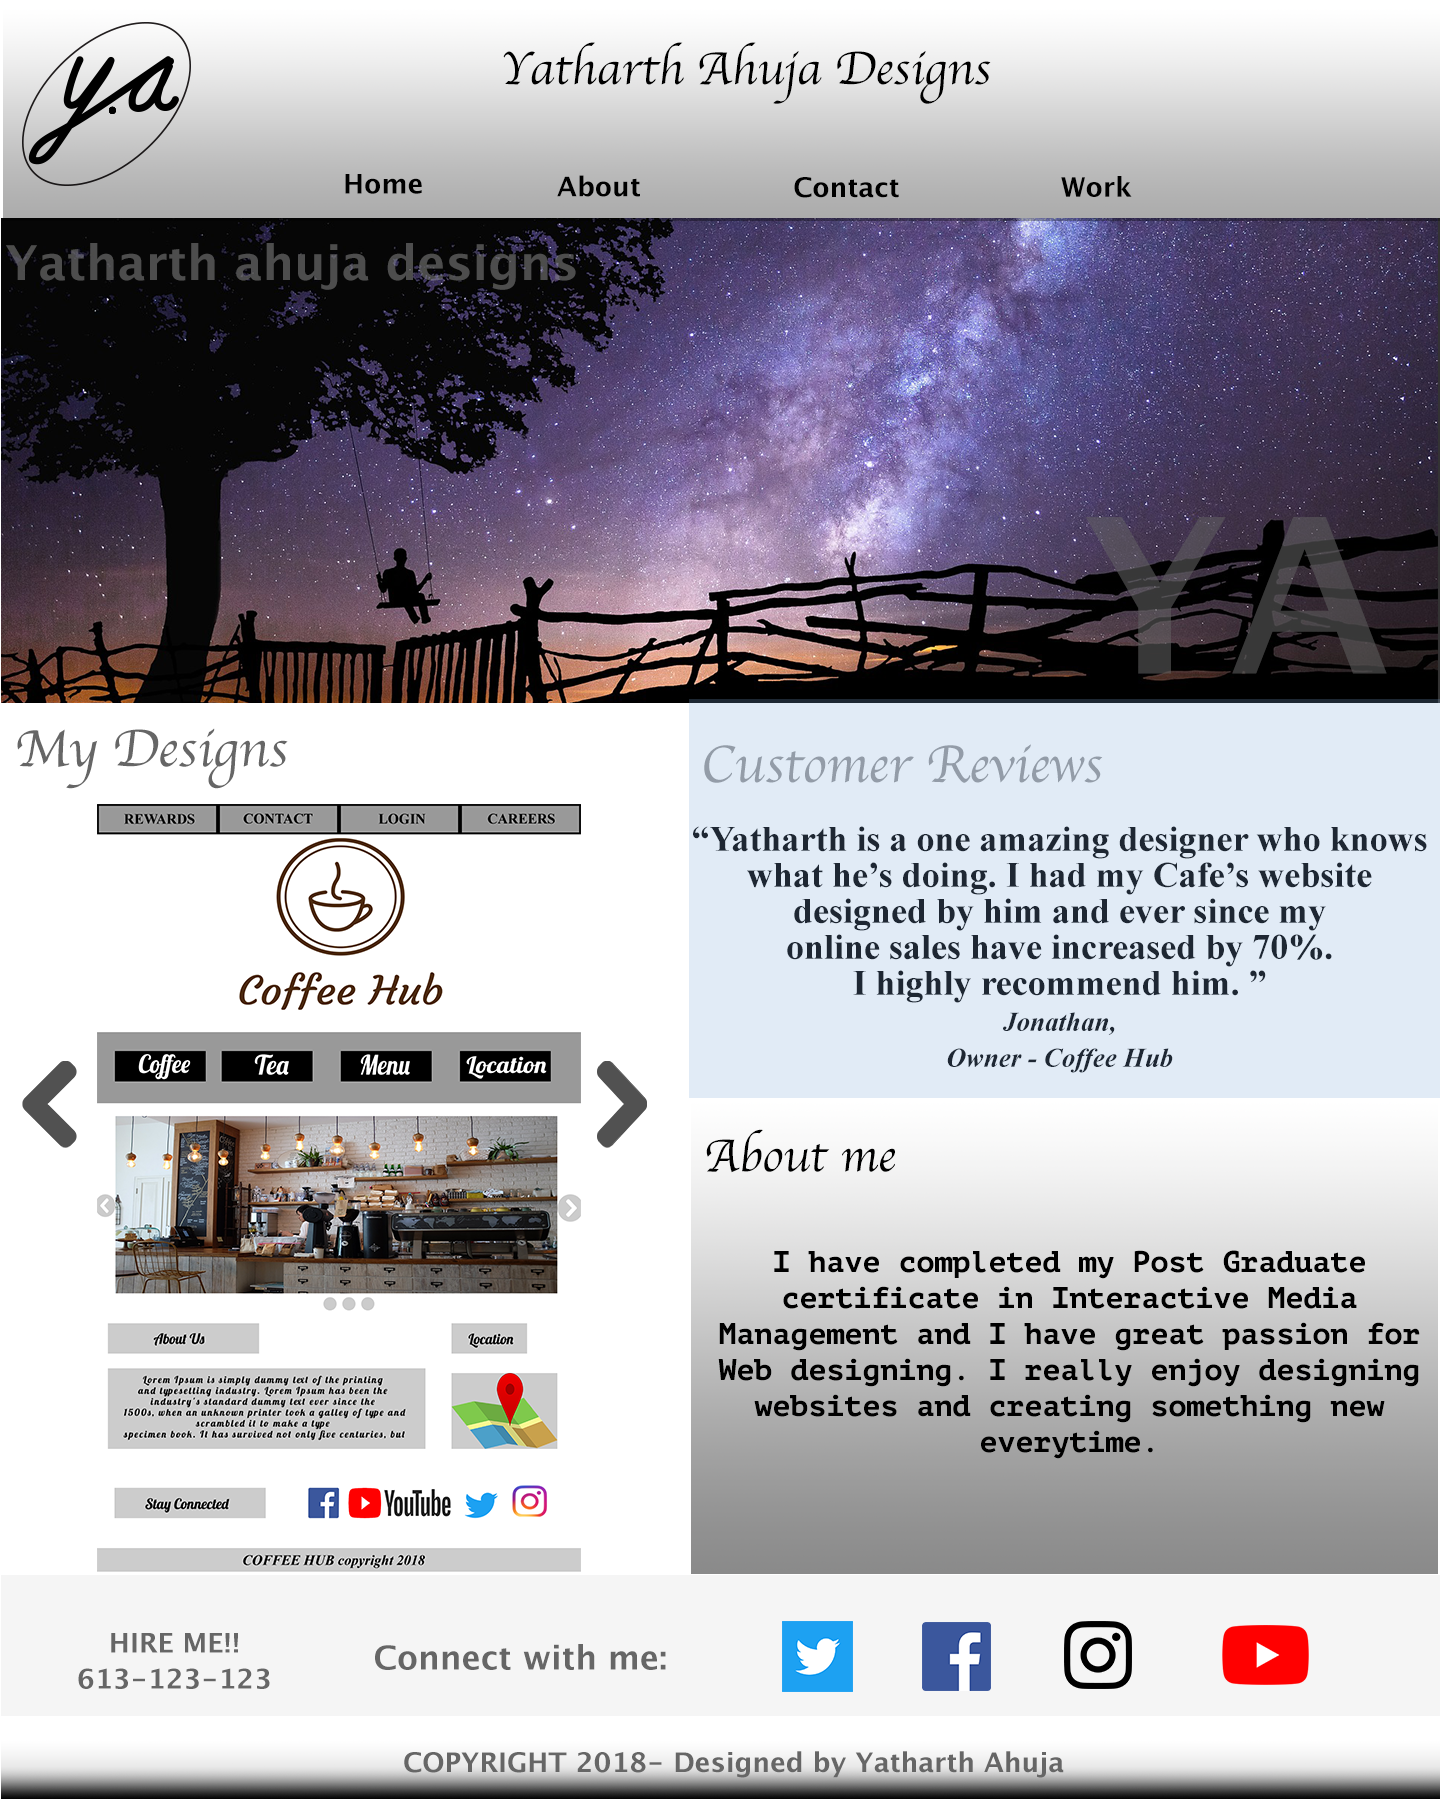 y.a
Yatharth Ahuja Designs
Home
About
Contact
Work
Yatharth ahuja designs
YA
My Designs
REWARDS
CONTACT
LOGIN
CAREERS
Coffee Hub
Coffee
Tea
Menu
Location
About Us
Location
Lorem Ipsum is simply dummy text of the printing
and typesetting industry. Lorem Ipsum has been the
industry's standard dummy text ever since the
1500s, when an unknown printer took a galley of type and
scrambled it to make a type
specimen book. It has survived not only five centuries, but
Stay Connected
YouTube
COFFEE HUB copyright 2018
Customer Reviews
“Yatharth is a one amazing designer who knows
what he’s doing. I had my Cafe’s website
designed by him and ever since my
online sales have increased by 70%.
I highly recommend him. ”
Jonathan,
Owner - Coffee Hub
About me
I have completed my Post Graduate
certificate in Interactive Media
Management and I have great passion for
Web designing. I really enjoy designing
websites and creating something new
everytime.
HIRE ME!!
613-123-123
Connect with me:
COPYRIGHT 2018- Designed by Yatharth Ahuja